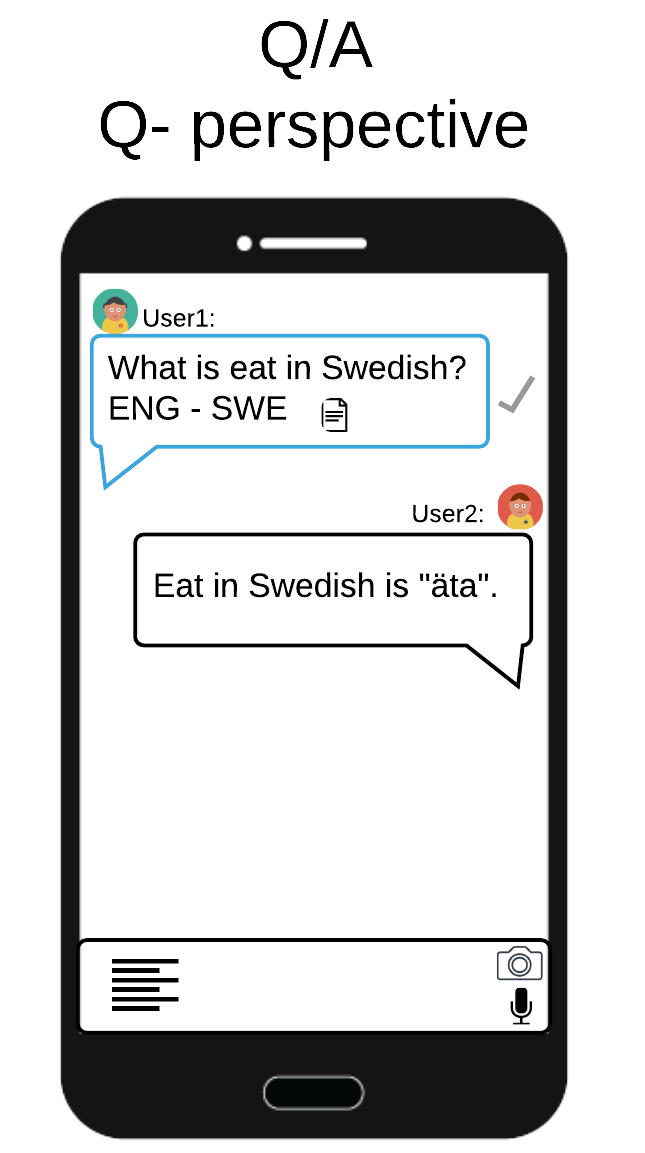 Q/A
Q- perspective
User1:
What is eat in Swedish?
ENG - SWE
User2:
Eat in Swedish is "äta".